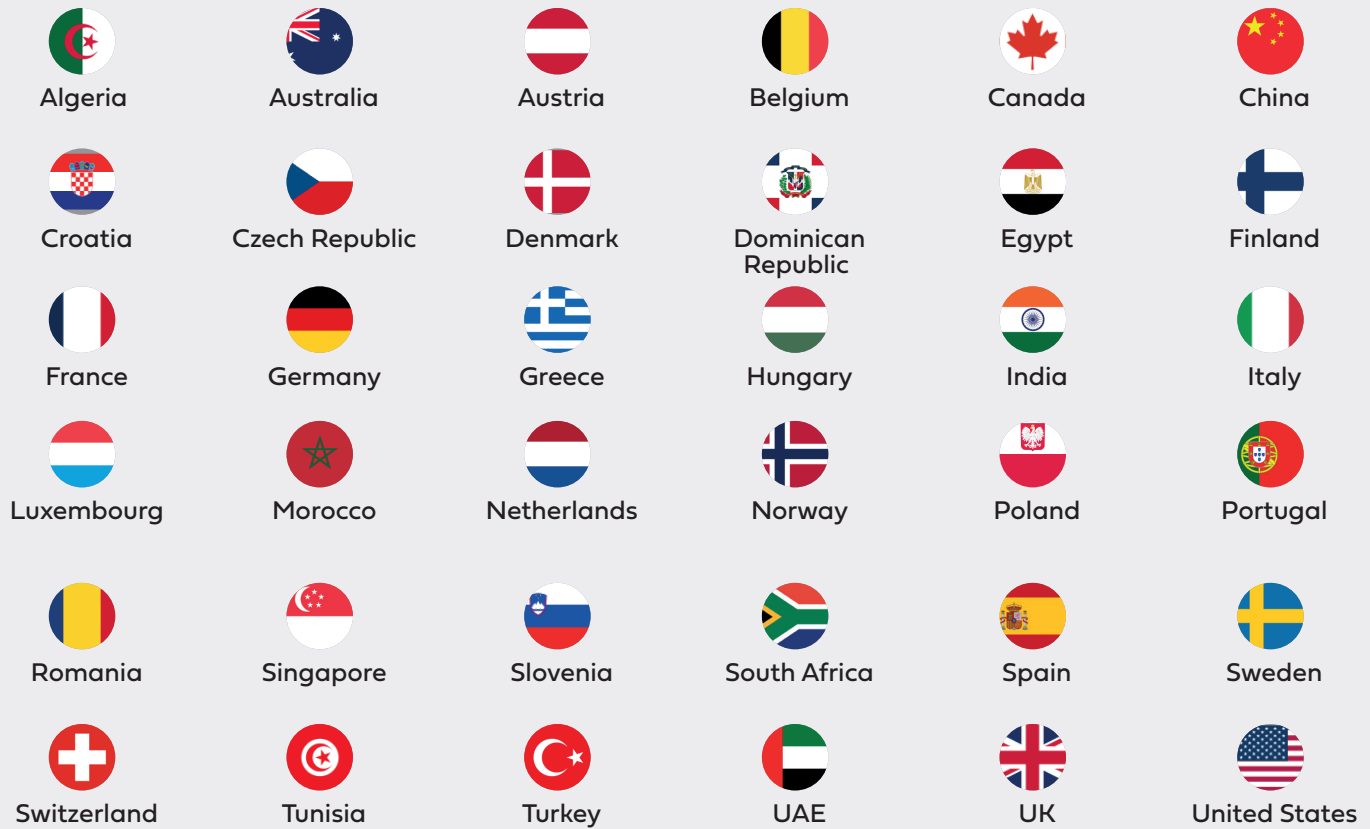 Algeria
Australia
Austria
Belgium
Canada
China
Croatia
Czech Republic
Denmark
Dominican
Republic
Egypt
Finland
France
Germany
Greece
Hungary
India
Italy
Luxembourg
Morocco
Netherlands
Norway
Poland
Portugal
Romania
Singapore
Slovenia
South Africa
Spain
Sweden
Switzerland
Tunisia
Turkey
UAE
UK
United States